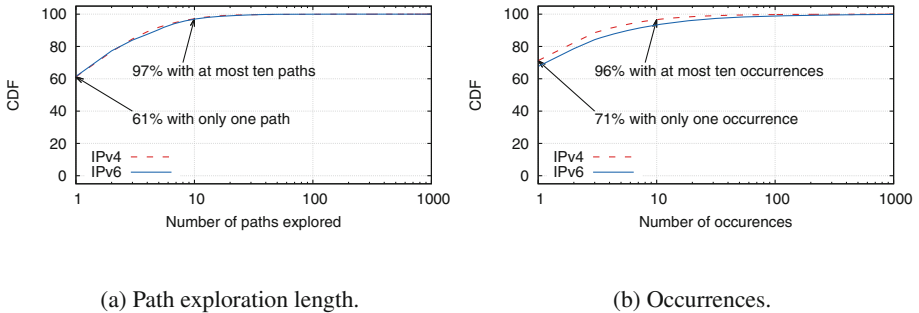 100
80
60
40
20
0
CDF
97% with at most ten paths
61% with only one path
IPv4
IPv6
1 10 100 1000
Number of paths explored
(a) Path exploration length.
100
80
60
40
20
0
CDF
96% with at most ten occurrences
71% with only one occurrence
IPv4
IPv6
1 10 100 1000
Number of occurences
(b) Occurrences.